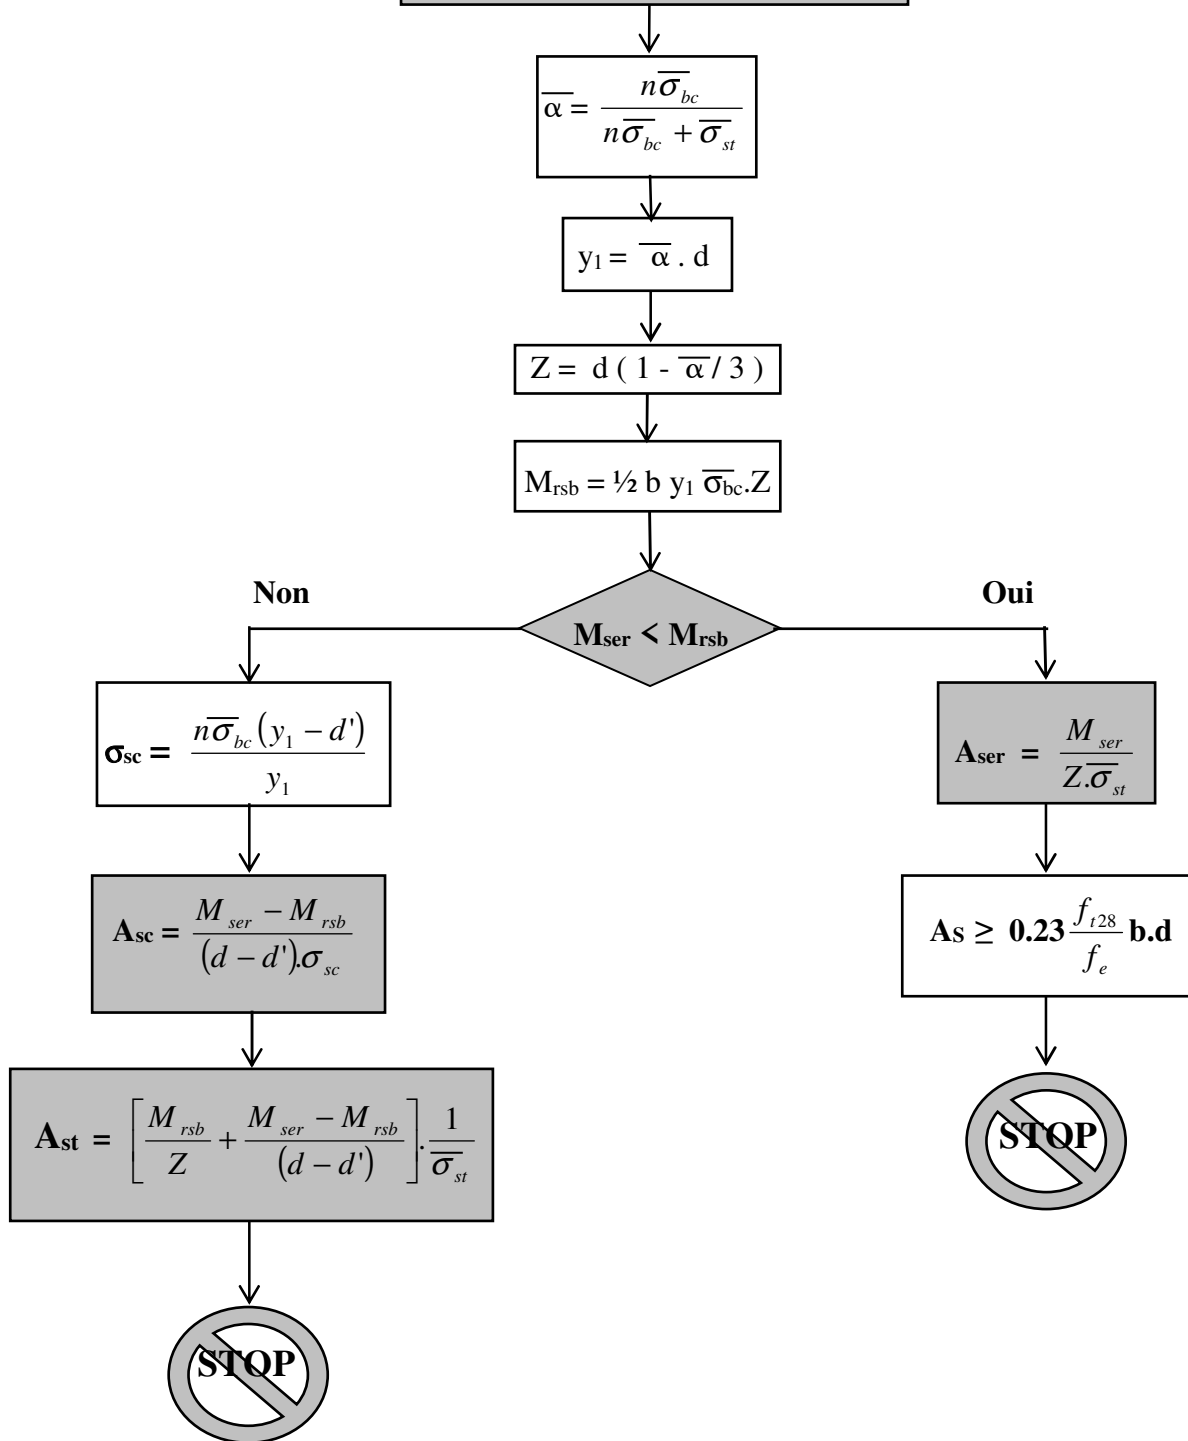 α̅ = nσ̅bc / (nσ̅bc + σ̅st)
y₁ = α̅ . d
Z = d ( 1 - α̅ / 3 )
Mrsb = ½ b y₁ σ̅bc.Z
Non
Oui
Mser < Mrsb
σsc = nσ̅bc(y₁ − d') / y₁
Aser = Mser / Z.σ̅st
Asc = (Mser − Mrsb) / (d − d').σsc
As ≥ 0.23 ft28 / fe b.d
Ast = [Mrsb / Z + (Mser − Mrsb) / (d − d')] . 1 / σ̅st
STOP
STOP